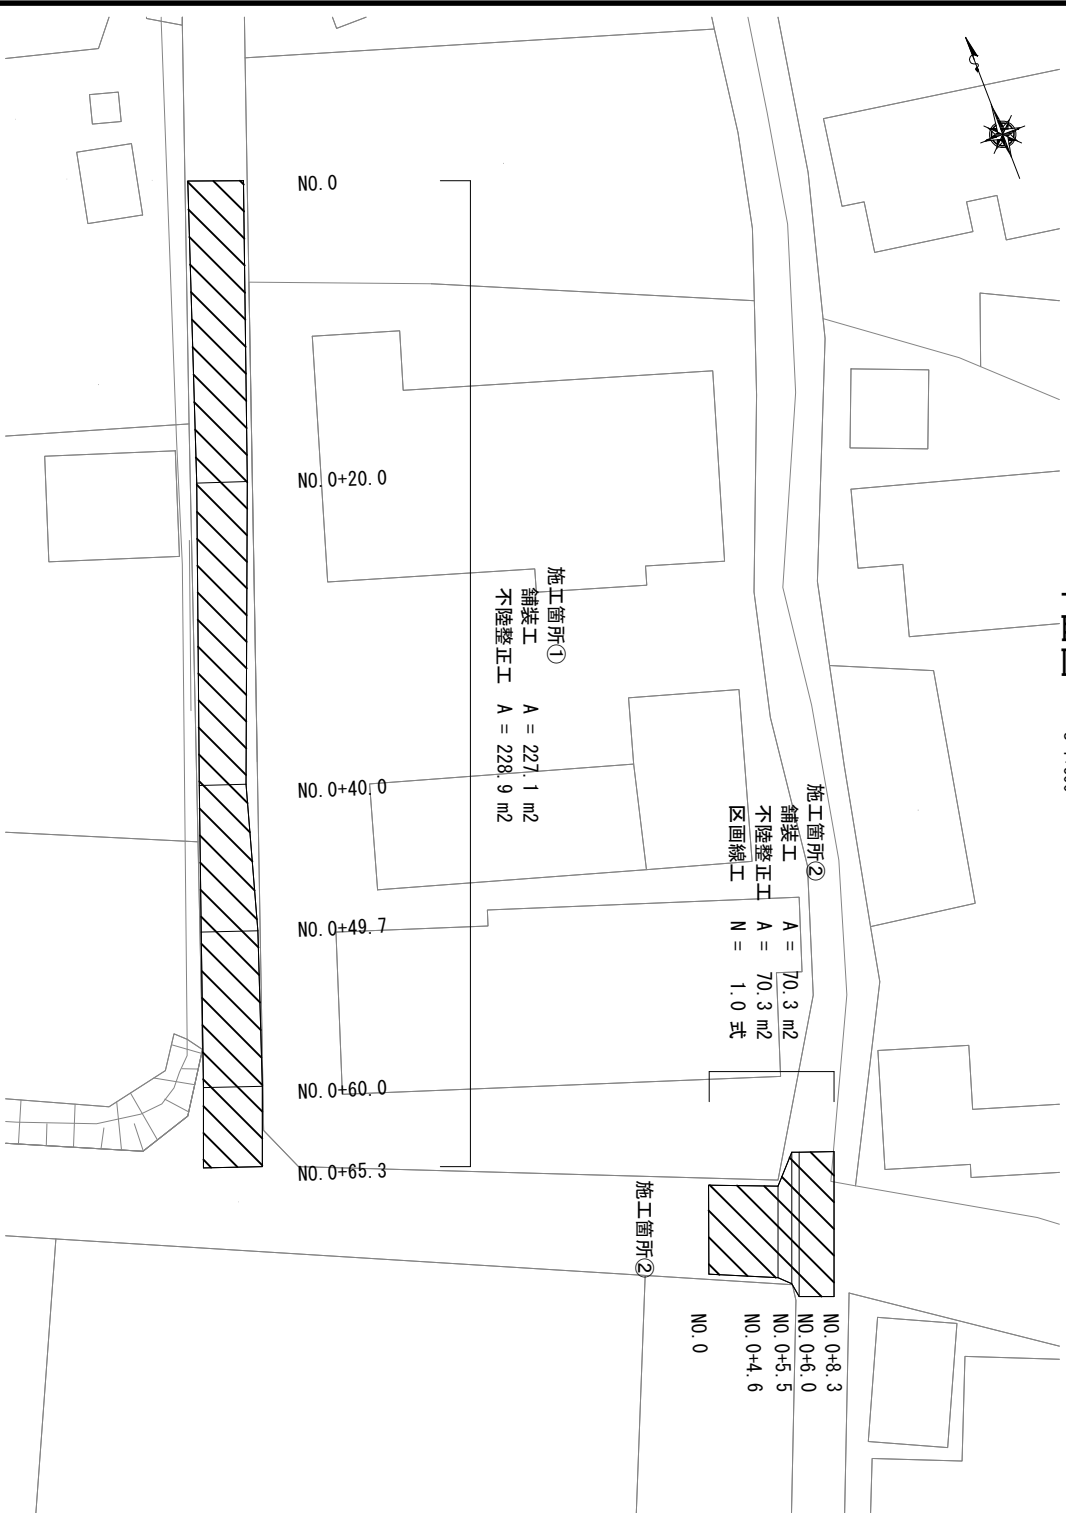 NO.0
NO.0+20.0
NO.0+40.0
NO.0+49.7
NO.0+60.0
NO.0+65.3
施工箇所①
舗装工 A = 227.1 m2
不陸整正工 A = 228.9 m2
施工箇所②
舗装工 A = 70.3 m2
不陸整正工 A = 70.3 m2
区画線工 N = 1.0 式
施工箇所②
NO.0+8.3
NO.0+6.0
NO.0+5.5
NO.0+4.6
NO.0